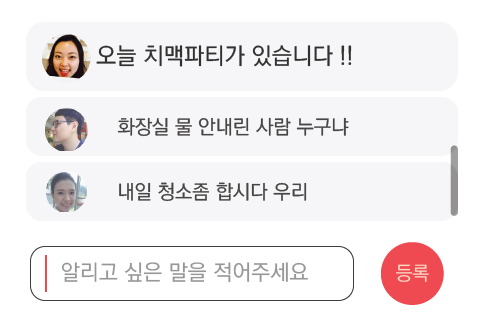 오늘 치맥파티가 있습니다 !!
화장실 물 안내린 사람 누구냐
내일 청소좀 합시다 우리
알리고 싶은 말을 적어주세요
등록